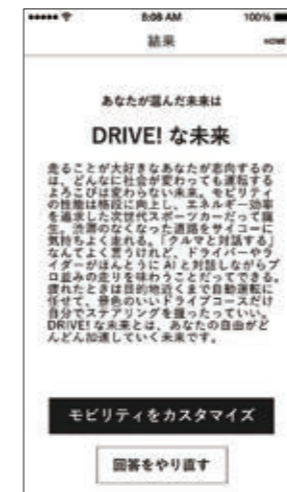 8:08 AM
100%
結果
HOME
あなたが選んだ未来は
DRIVE! な未来
走ることが大好きなあなたが志向するの
は、どんなに社会が変わっても運転する
よろこびは変わらない未来。モビリティ
の性能は格段に向上し、エネルギー効率
を追求した次世代スポーツカーだって誕
生。渋滞のなくなった道路をサイコーに
気持ちよく走れる。「クルマと対話する」
なんてよく言うけれど、ドライバーやラ
イダーがほんとうにAIと対話しながらプ
ロ並みの走りを味わうことだってできる。
疲れたときは目的地近くまで自動運転に
任せて、景色のいいドライブコースだけ
自分でステアリングを握ったっていい。
DRIVE! な未来とは、あなたの自由がど
んどん加速していく未来です。
モビリティをカスタマイズ
回答をやり直す